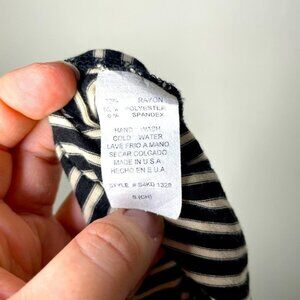 RAYON
POLYESTER
SPANDEX
HAND WASH
COLD WATER
LAVE FRIO A MANO
SECAR COLGADO
MADE IN U.S.A
HECHO EN E.U.A
STYLE # S4KD 1328
S (CH)